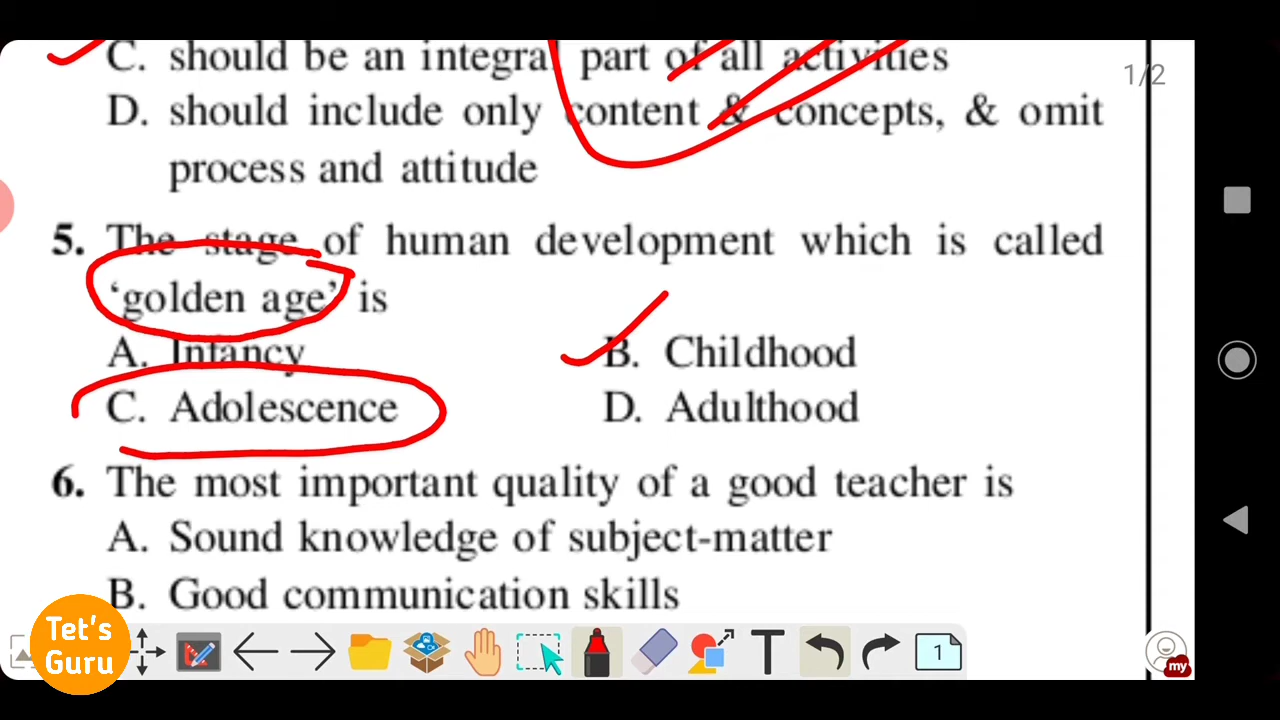 C. should be an integral part of all activities
1/2
D. should include only content & concepts, & omit
process and attitude
5. The stage of human development which is called
‘golden age’ is
A. Infancy
B. Childhood
C. Adolescence
D. Adulthood
6. The most important quality of a good teacher is
A. Sound knowledge of subject-matter
B. Good communication skills
Tet's
Guru
T
1
my